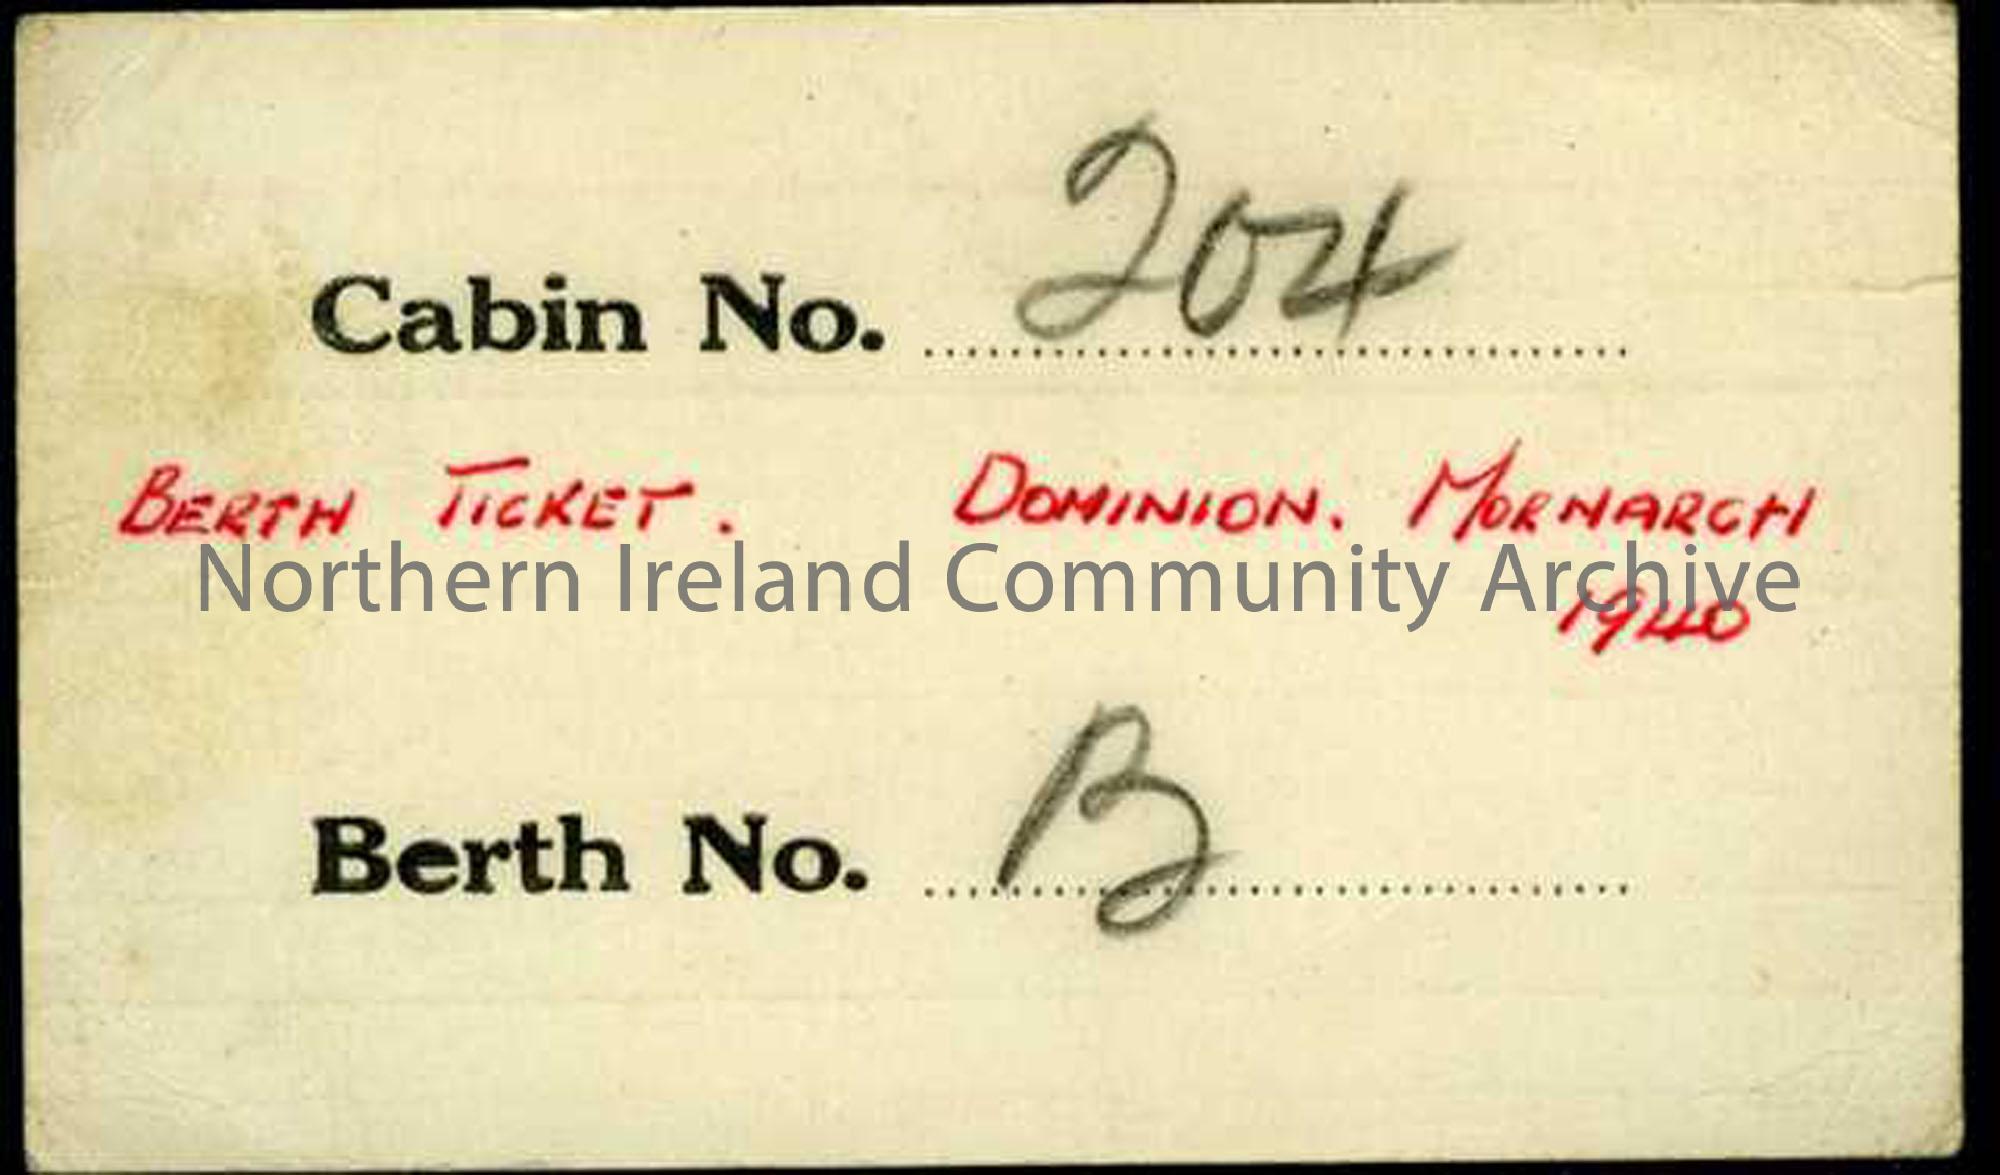 Cabin No. 204
BERTH TICKET. DOMINION. MORNARCH
Northern Ireland Community Archive
1940
Berth No. B